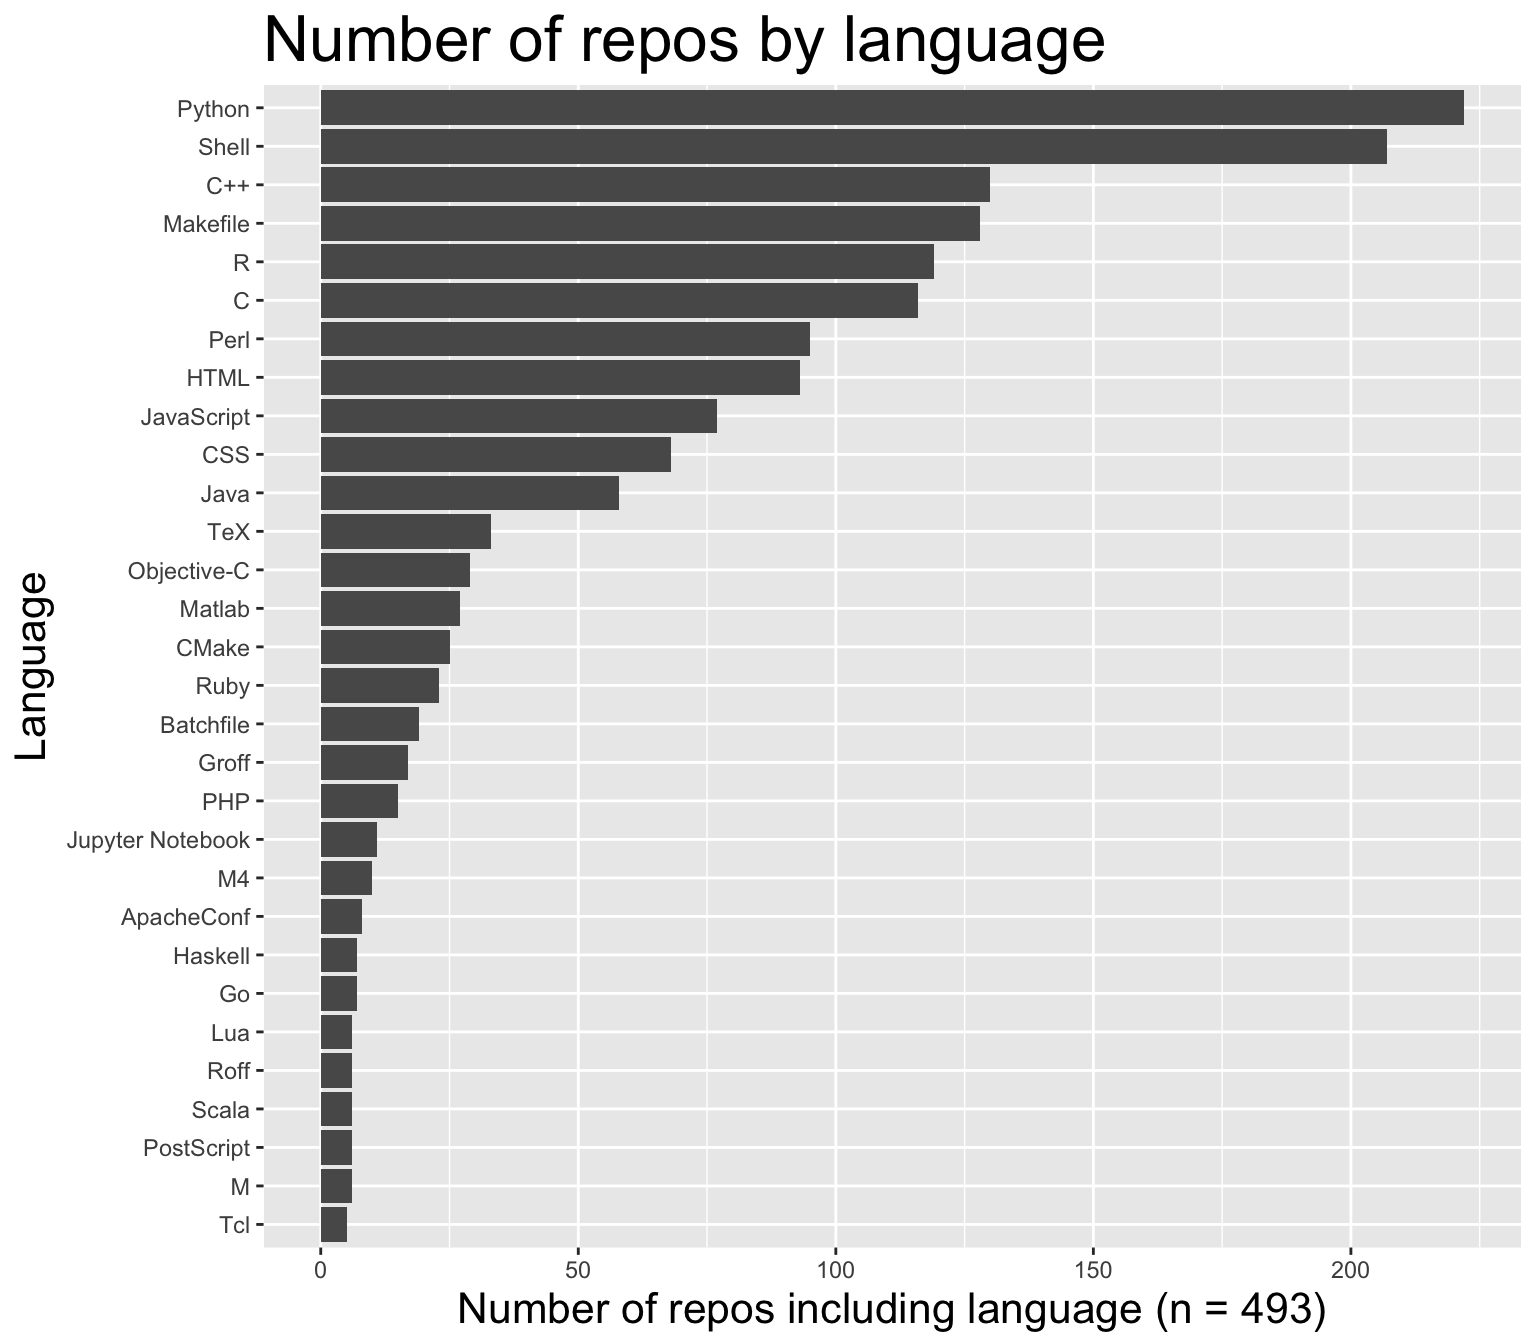 Number of repos by language
Python
Shell
C++
Makefile
R
C
Perl
HTML
JavaScript
CSS
Java
TeX
Objective-C
Matlab
CMake
Ruby
Batchfile
Groff
PHP
Jupyter Notebook
M4
ApacheConf
Haskell
Go
Lua
Roff
Scala
PostScript
M
Tcl
Language
0 50 100 150 200
Number of repos including language (n = 493)